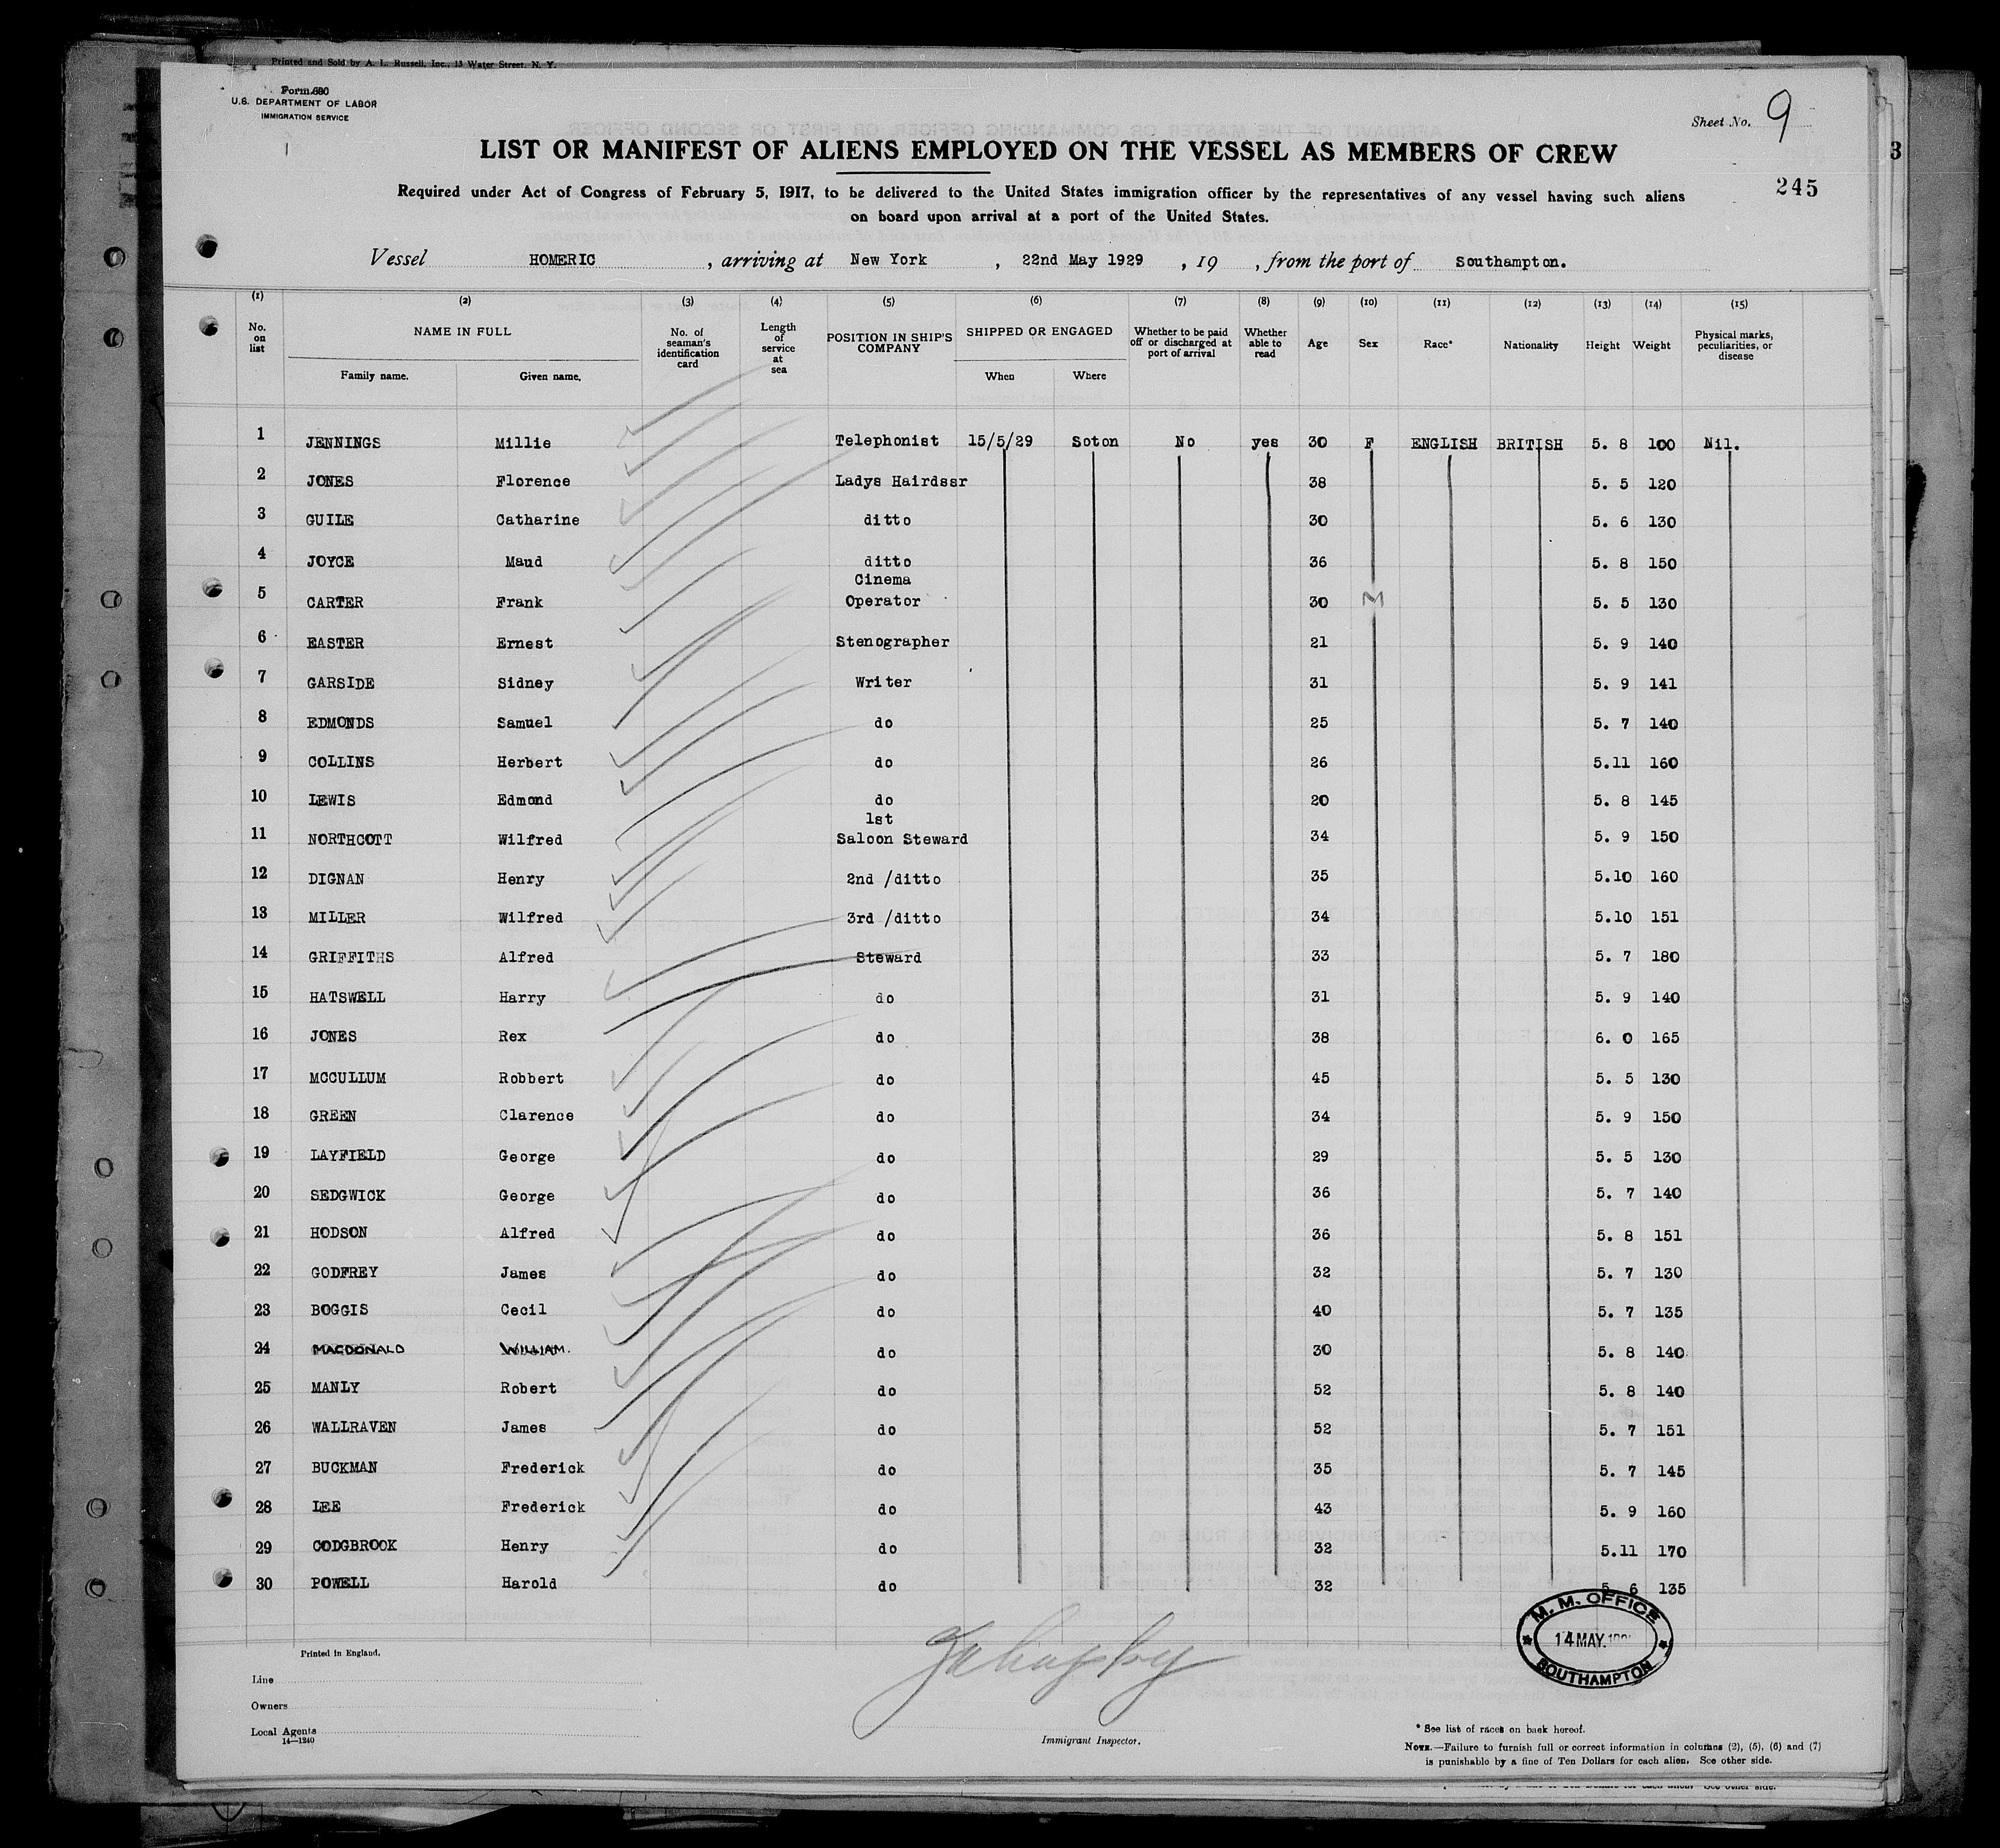 Printed and Sold by A. L. Russell, Inc., 13 Water Street, N. Y.
Form 680
U.S. DEPARTMENT OF LABOR
IMMIGRATION SERVICE
Sheet No. 9
3
LIST OR MANIFEST OF ALIENS EMPLOYED ON THE VESSEL AS MEMBERS OF CREW
245
Required under Act of Congress of February 5, 1917, to be delivered to the United States immigration officer by the representatives of any vessel having such aliens
on board upon arrival at a port of the United States.
Vessel HOMERIC , arriving at New York , 22nd May 1929 , 19 , from the port of Southampton.
(1) (2) (3) (4) (5) (6) (7) (8) (9) (10) (11) (12) (13) (14) (15)
No. on list NAME IN FULL Family name. Given name. No. of seaman's identification card Length of service at sea POSITION IN SHIP'S COMPANY SHIPPED OR ENGAGED When Where Whether to be paid off or discharged at port of arrival Whether able to read Age Sex Race* Nationality Height Weight Physical marks, peculiarities, or disease
1 JENNINGS Millie Telephonist 15/5/29 Soton No yes 30 F ENGLISH BRITISH 5. 8 100 Nil.
2 JONES Florence Ladys Hairdssr 38 5. 5 120
3 GUILE Catharine ditto 30 5. 6 130
4 JOYCE Maud ditto 36 5. 8 150
5 CARTER Frank Cinema Operator 30 M 5. 5 130
6 EASTER Ernest Stenographer 21 5. 9 140
7 GARSIDE Sidney Writer 31 5. 9 141
8 EDMONDS Samuel do 25 5. 7 140
9 COLLINS Herbert do 26 5.11 160
10 LEWIS Edmond do 20 5. 8 145
11 NORTHCOTT Wilfred 1st Saloon Steward 34 5. 9 150
12 DIGNAN Henry 2nd /ditto 35 5.10 160
13 MILLER Wilfred 3rd /ditto 34 5.10 151
14 GRIFFITHS Alfred Steward 33 5. 7 180
15 HATSWELL Harry do 31 5. 9 140
16 JONES Rex do 38 6. 0 165
17 MCCULLUM Robbert do 45 5. 5 130
18 GREEN Clarence do 34 5. 9 150
19 LAYFIELD George do 29 5. 5 130
20 SEDGWICK George do 36 5. 7 140
21 HODSON Alfred do 36 5. 8 151
22 GODFREY James do 32 5. 7 130
23 BOGGIS Cecil do 40 5. 7 135
24 MACDONALD WILLIAM. do 30 5. 8 140
25 MANLY Robert do 52 5. 8 140
26 WALLRAVEN James do 52 5. 7 151
27 BUCKMAN Frederick do 35 5. 7 145
28 LEE Frederick do 43 5. 9 160
29 CODGBROOK Henry do 32 5.11 170
30 POWELL Harold do 32 5. 6 135
M. M. OFFICE
14 MAY
SOUTHAMPTON
Printed in England.
Line
Owners
Local Agents
14—1240
Immigrant Inspector.
* See list of races on back hereof.
NOTE.—Failure to furnish full or correct information in columns (2), (5), (6) and (7)
is punishable by a fine of Ten Dollars for each alien. See other side.